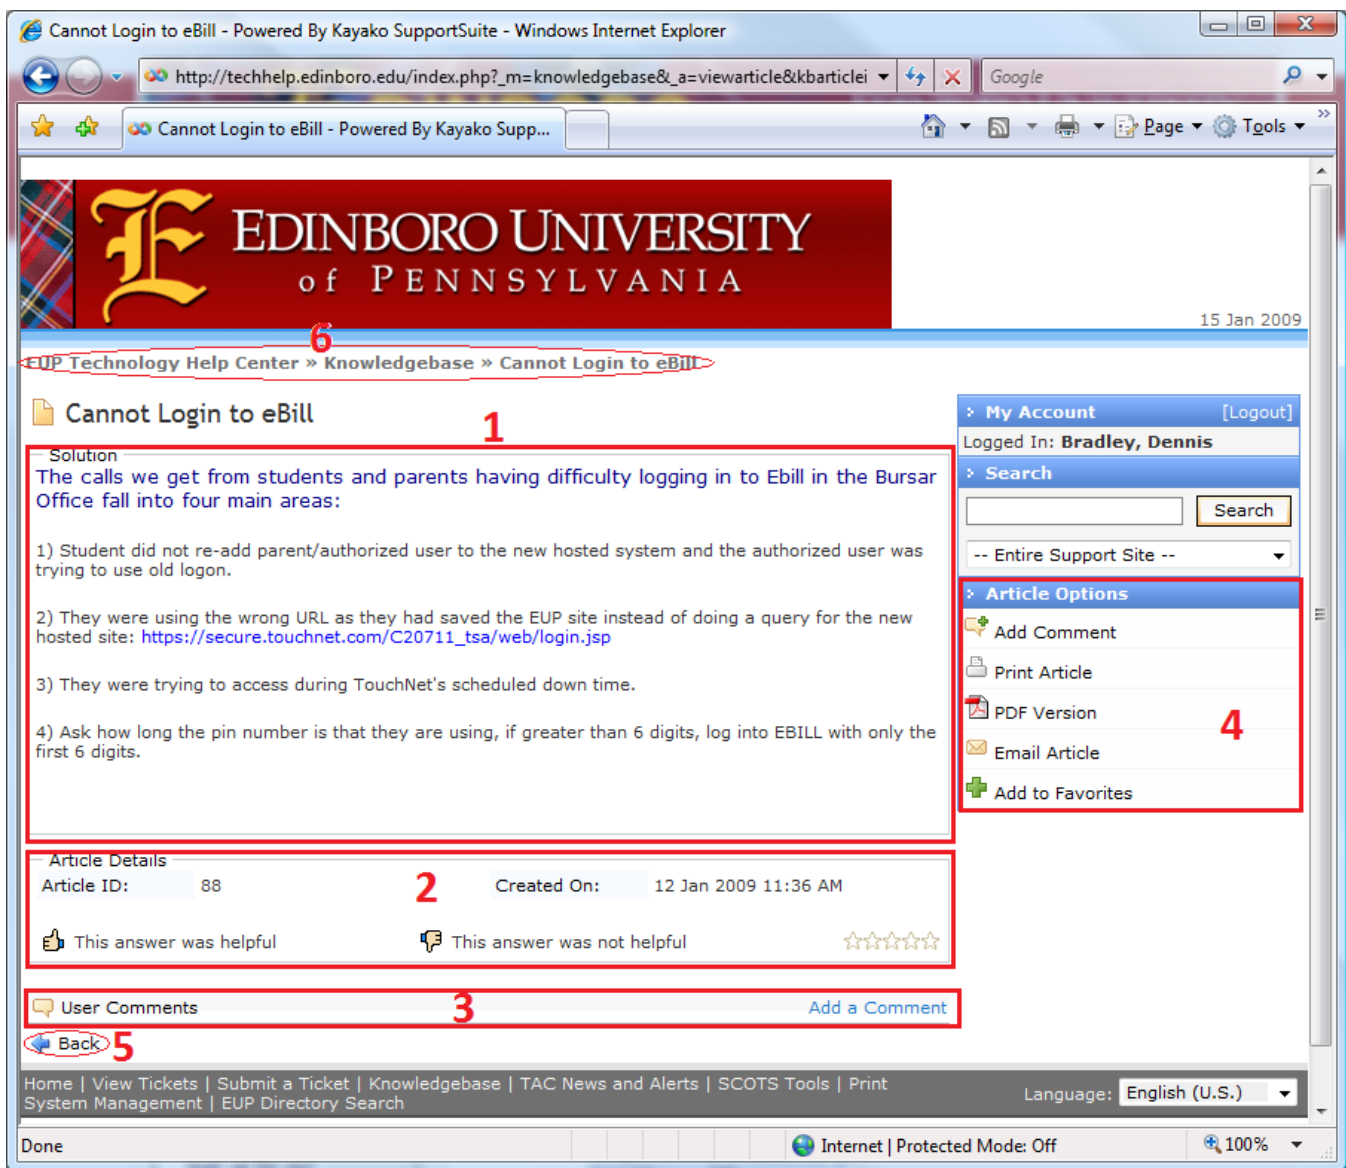 Cannot Login to eBill - Powered By Kayako SupportSuite - Windows Internet Explorer
http://techhelp.edinboro.edu/index.php?_m=knowledgebase&_a=viewarticle&kbarticlei
Google
Cannot Login to eBill - Powered By Kayako Supp...
Page
Tools
EDINBORO UNIVERSITY
of PENNSYLVANIA
15 Jan 2009
6
EUP Technology Help Center » Knowledgebase » Cannot Login to eBill
Cannot Login to eBill
1
Solution
The calls we get from students and parents having difficulty logging in to Ebill in the Bursar
Office fall into four main areas:
1) Student did not re-add parent/authorized user to the new hosted system and the authorized user was
trying to use old logon.
2) They were using the wrong URL as they had saved the EUP site instead of doing a query for the new
hosted site: https://secure.touchnet.com/C20711_tsa/web/login.jsp
3) They were trying to access during TouchNet's scheduled down time.
4) Ask how long the pin number is that they are using, if greater than 6 digits, log into EBILL with only the
first 6 digits.
My Account [Logout]
Logged In: Bradley, Dennis
Search
Search
-- Entire Support Site --
Article Options
Add Comment
Print Article
PDF Version
4
Email Article
Add to Favorites
Article Details
Article ID: 88 2 Created On: 12 Jan 2009 11:36 AM
This answer was helpful This answer was not helpful
User Comments 3 Add a Comment
Back 5
Home | View Tickets | Submit a Ticket | Knowledgebase | TAC News and Alerts | SCOTS Tools | Print
System Management | EUP Directory Search
Language: English (U.S.)
Done Internet | Protected Mode: Off 100%